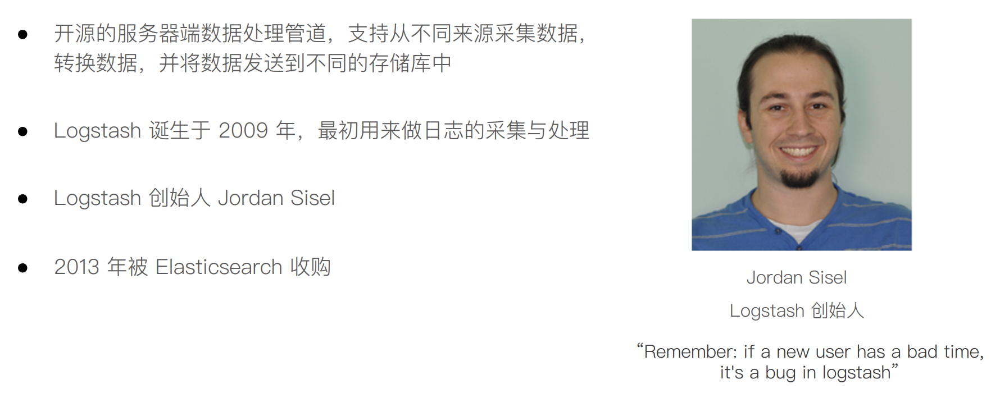 开源的服务器端数据处理管道，支持从不同来源采集数据，
转换数据，并将数据发送到不同的存储库中
Logstash 诞生于 2009 年，最初用来做日志的采集与处理
Logstash 创始人 Jordan Sisel
2013 年被 Elasticsearch 收购
Jordan Sisel
Logstash 创始人
“Remember: if a new user has a bad time,
it's a bug in logstash”